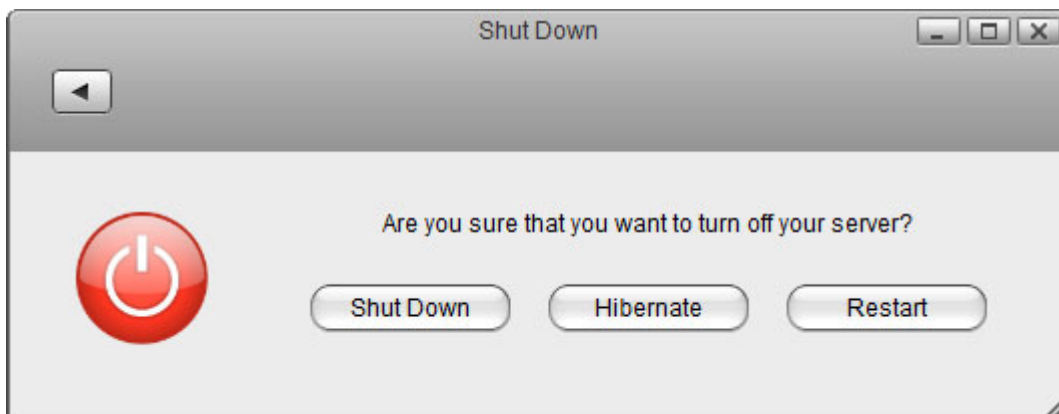 Shut Down
Are you sure that you want to turn off your server?
Shut Down Hibernate Restart